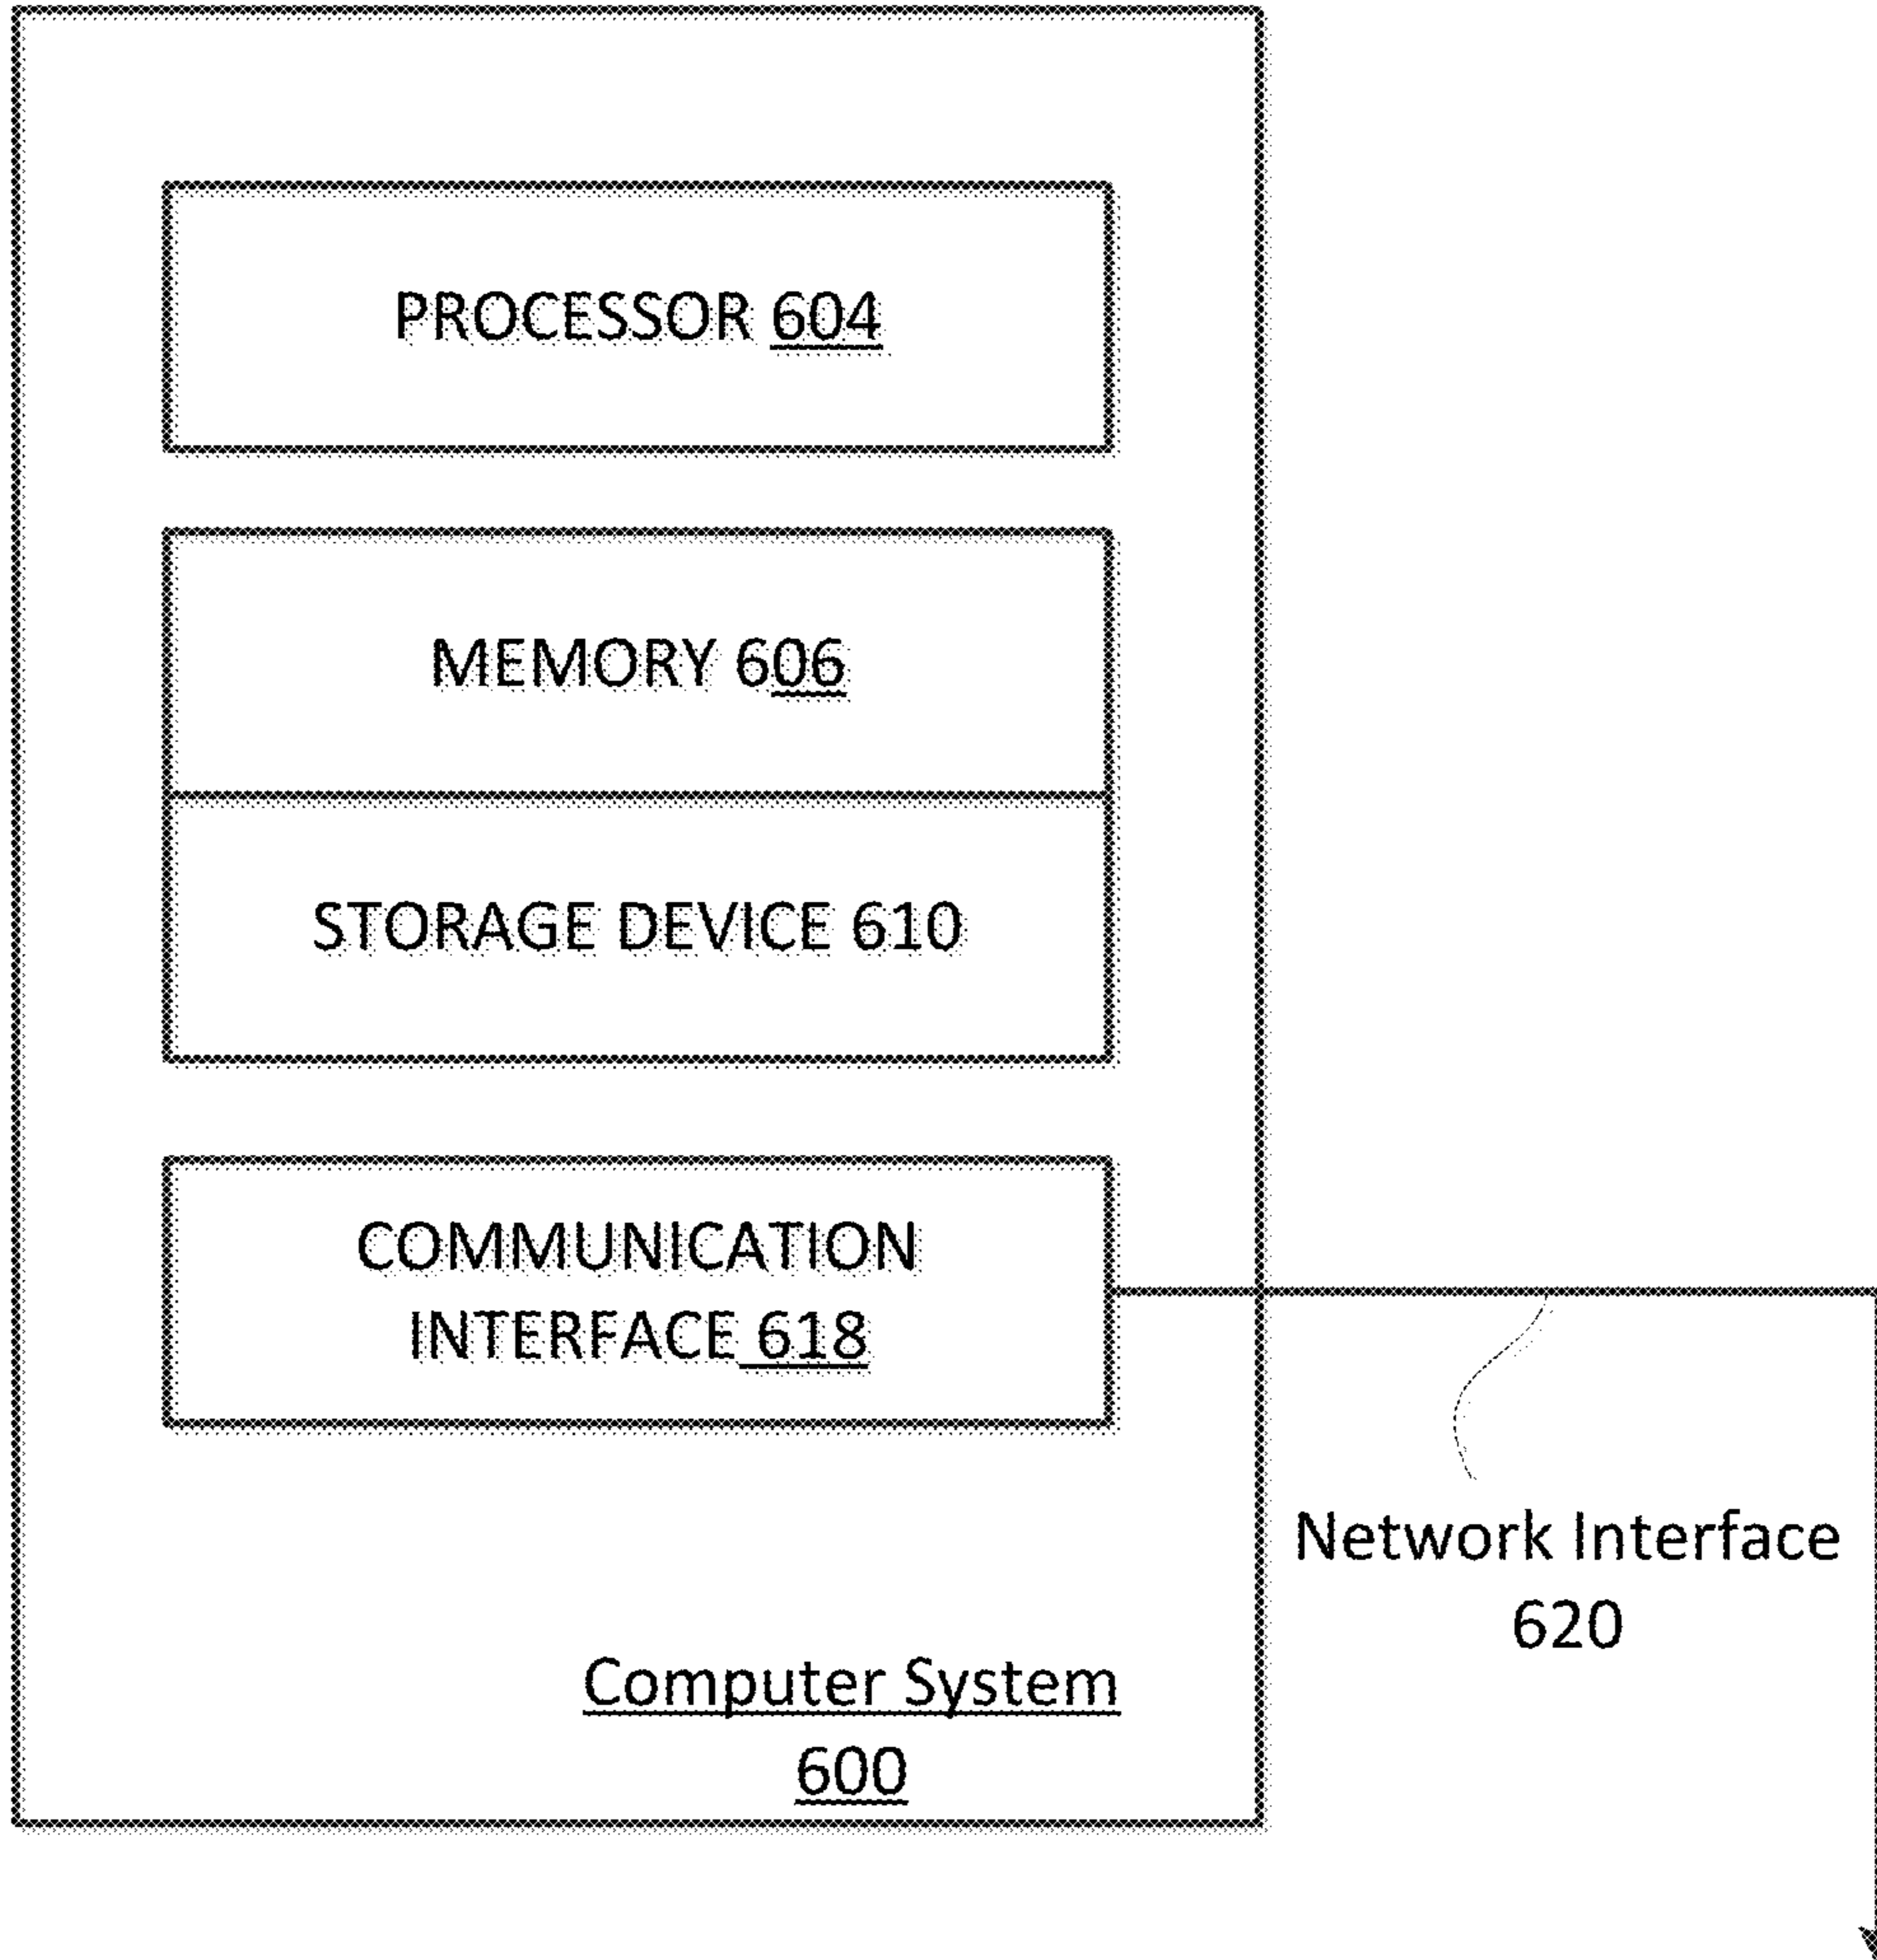 PROCESSOR 604
MEMORY 606
STORAGE DEVICE 610
COMMUNICATION
INTERFACE 618
Network Interface
620
Computer System
600